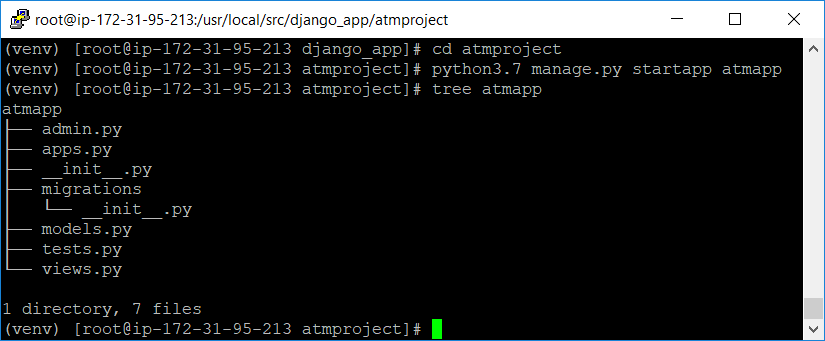 root@ip-172-31-95-213:/usr/local/src/django_app/atmproject
(venv) [root@ip-172-31-95-213 django_app]# cd atmproject
(venv) [root@ip-172-31-95-213 atmproject]# python3.7 manage.py startapp atmapp
(venv) [root@ip-172-31-95-213 atmproject]# tree atmapp
atmapp
├── admin.py
├── apps.py
├── __init__.py
├── migrations
│   └── __init__.py
├── models.py
├── tests.py
└── views.py
1 directory, 7 files
(venv) [root@ip-172-31-95-213 atmproject]#